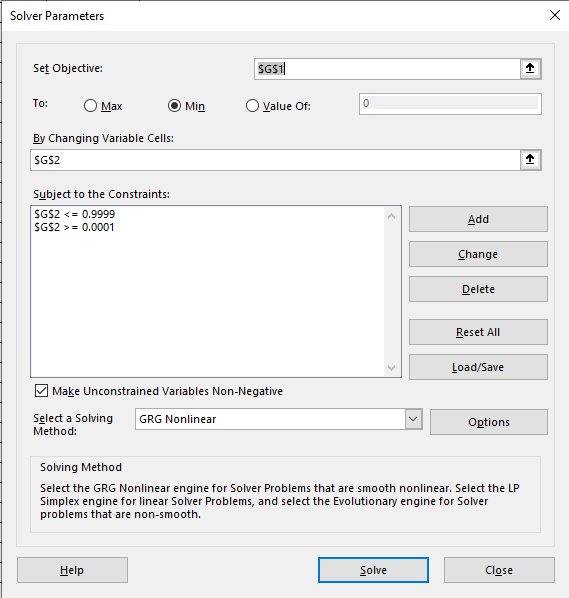 Solver Parameters
Set Objective:
$G$1
To:
Max
Min
Value Of:
0
By Changing Variable Cells:
$G$2
Subject to the Constraints:
$G$2 <= 0.9999
$G$2 >= 0.0001
Add
Change
Delete
Reset All
Load/Save
Make Unconstrained Variables Non-Negative
Select a Solving
Method:
GRG Nonlinear
Options
Solving Method
Select the GRG Nonlinear engine for Solver Problems that are smooth nonlinear. Select the LP
Simplex engine for linear Solver Problems, and select the Evolutionary engine for Solver
problems that are non-smooth.
Help
Solve
Close